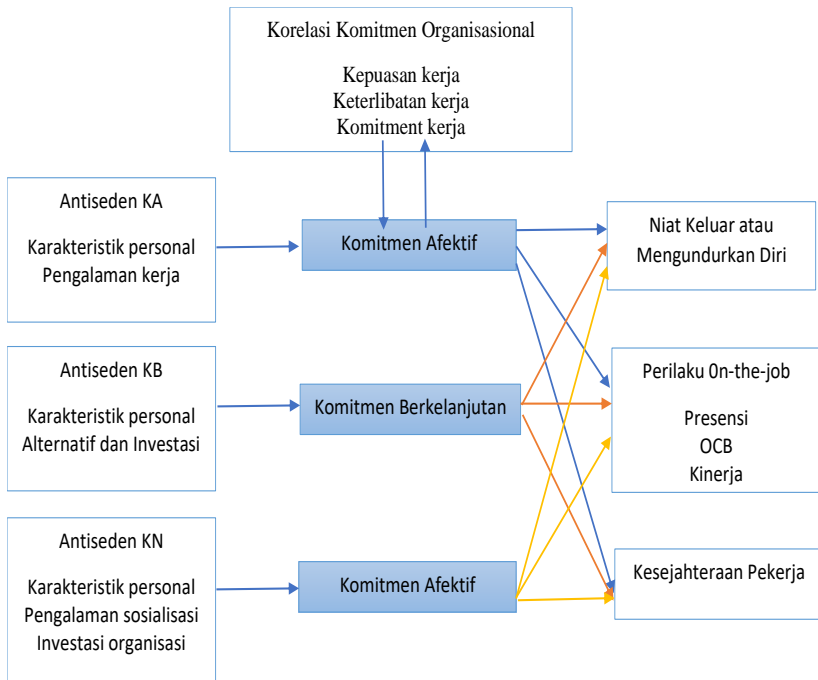 Korelasi Komitmen Organisasional
Kepuasan kerja
Keterlibatan kerja
Komitment kerja
Antiseden KA
Karakteristik personal
Pengalaman kerja
Komitmen Afektif
Niat Keluar atau
Mengundurkan Diri
Antiseden KB
Karakteristik personal
Alternatif dan Investasi
Komitmen Berkelanjutan
Perilaku 0n-the-job
Presensi
OCB
Kinerja
Antiseden KN
Karakteristik personal
Pengalaman sosialisasi
Investasi organisasi
Komitmen Afektif
Kesejahteraan Pekerja